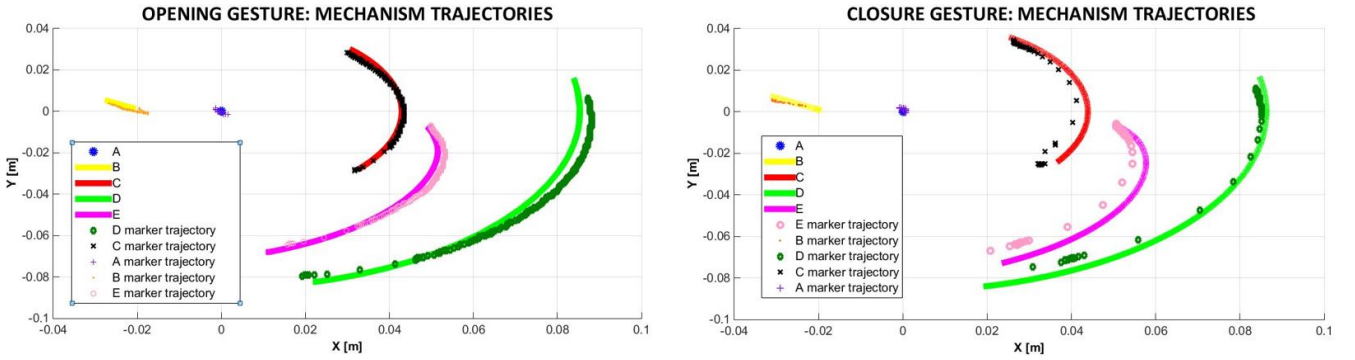 OPENING GESTURE: MECHANISM TRAJECTORIES
0.04
0.02
0
-0.02
-0.04
-0.06
-0.08
-0.1
Y [m]
A
B
C
D
E
D marker trajectory
C marker trajectory
A marker trajectory
B marker trajectory
E marker trajectory
-0.04
-0.02
0
0.02
0.04
0.06
0.08
0.1
X [m]
CLOSURE GESTURE: MECHANISM TRAJECTORIES
0.04
0.02
0
-0.02
-0.04
-0.06
-0.08
-0.1
Y [m]
A
B
C
D
E
E marker trajectory
B marker trajectory
D marker trajectory
C marker trajectory
A marker trajectory
-0.04
-0.02
0
0.02
0.04
0.06
0.08
0.1
X [m]